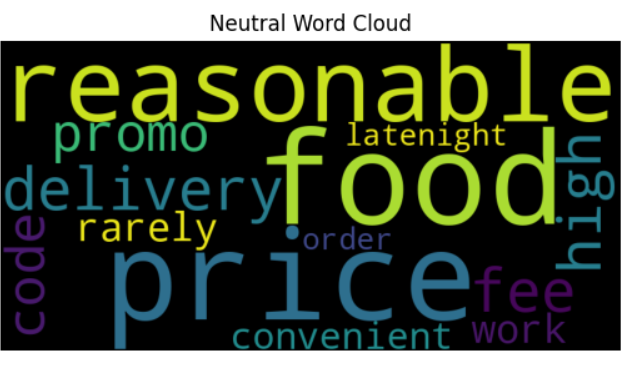 Neutral Word Cloud
reasonable
promo
latenight
food
high
delivery
rarely
code
order
price
fee
convenient
work